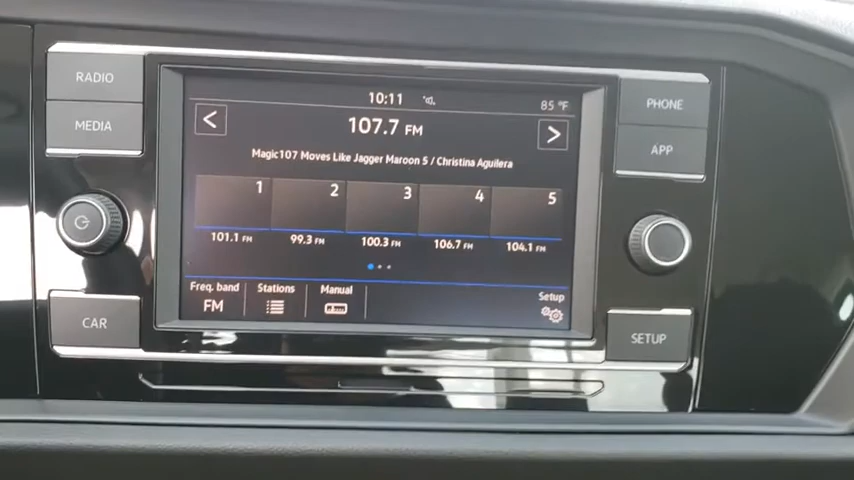 RADIO
MEDIA
CAR
10:11
85 °F
<
107.7 FM
>
MAGIC107 MOVES LIKE JAGGER MAROON 5 / CHRISTINA AGUILERA
1 2 3 4 5
101.1 FM 99.3 FM 100.3 FM 106.7 FM 104.1 FM
Freq. band Stations Manual Setup
FM
PHONE
APP
SETUP